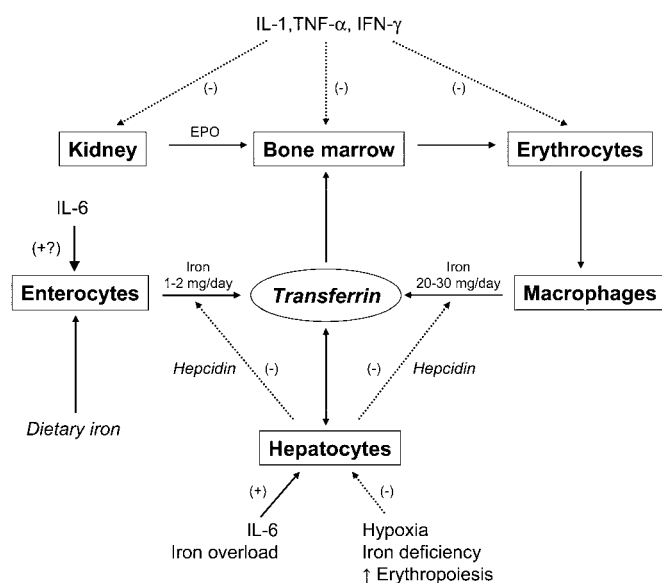 IL-1,TNF-α, IFN-γ
(-)
(-)
(-)
Kidney
EPO
Bone marrow
Erythrocytes
IL-6
(+?)
Enterocytes
Iron
1-2 mg/day
Transferrin
Iron
20-30 mg/day
Macrophages
Hepcidin
(-)
(-)
Hepcidin
Dietary iron
Hepatocytes
(+)
(-)
IL-6
Iron overload
Hypoxia
Iron deficiency
↑ Erythropoiesis